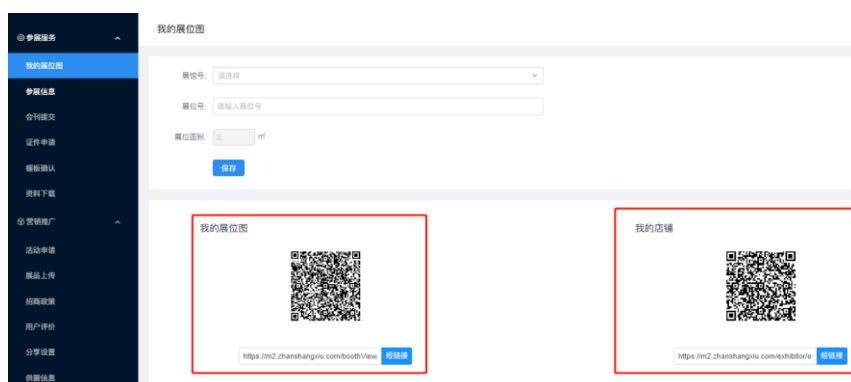 参展服务
我的展位图
参展信息
会刊提交
证件申请
楣板确认
资料下载
营销推广
活动申请
展品上传
招商政策
用户评价
分享设置
供需信息
我的展位图
展馆号: 请选择
展位号: 请输入展位号
展位面积: 0 ㎡
保存
我的展位图
https://m2.zhanshangxiu.com/boothView. 短链接
我的店铺
https://m2.zhanshangxiu.com/exhibitor/e 短链接